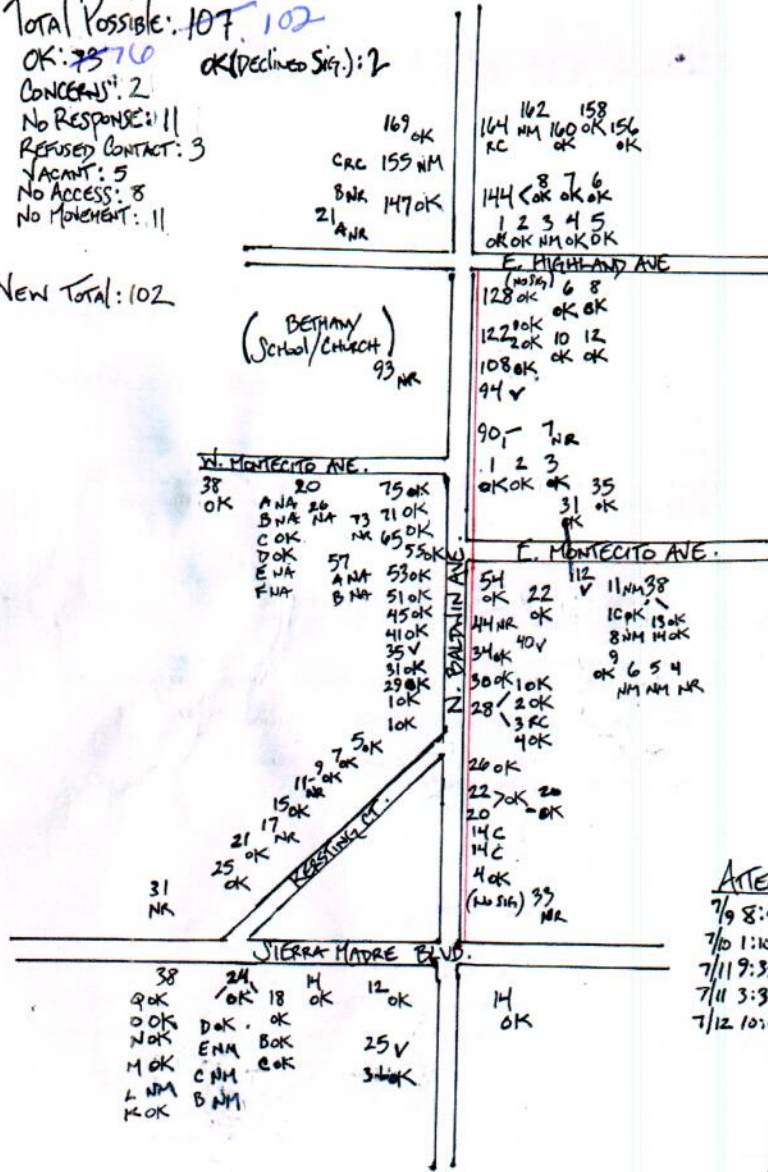 TOTAL POSSIBLE: 107 102
OK: 73 76 OK (DECLINED SIG.): 2
CONCERNS: 2
NO RESPONSE: 11
REFUSED CONTACT: 3
VACANT: 5
NO ACCESS: 8
NO MOVEMENT: 11
NEW TOTAL: 102
169 OK
CRC 155 NM
B NR 147 OK
21 A NR
164 RC 162 NM 160 OK 158 OK 156 OK
144 < 8 OK 7 OK 6 OK
1 OK 2 OK 3 NM 4 OK 5 OK
E. HIGHLAND AVE
(NO SIG)
128 OK 6 OK 8 OK
122 1 OK 2 OK 10 OK 12 OK
108 OK
94 V
(BETHANY
SCHOOL/CHURCH)
93 NR
90, - 7 NR
1 OK 2 OK 3 OK
35 OK
31 OK
W. MONTECITO AVE.
E. MONTECITO AVE.
N. BALDWIN AVE.
38 OK
20
A NA
B NA
C OK
D OK
E NA
F NA
26 NA
73 NR
57
A NA
B NA
75 OK
71 OK
65 OK
55 OK
53 OK
51 OK
45 OK
41 OK
35 V
31 OK
29 OK
1 OK
1 OK
54 OK
22 OK
44 NR
40 V
34 OK
30 OK
28 1 OK
2 OK
3 RC
4 OK
12 V
11 NM 38
10 OK 13 OK
8 NM 14 OK
9 OK 6 NM 5 NM 4 NR
26 OK
22 > OK 20
20 - OK
14 C
14 C
4 OK
(NO SIG) 33 NR
5 OK
7 OK
9
11 - NR
15 OK
17 NR
21 OK
25 OK
31 NR
KERSTING CT.
SIERRA MADRE BLVD.
38
Q OK
O OK
N OK
M OK
L NM
K OK
24 OK
D OK
E NM
C NM
B NM
18 OK
B OK
C OK
14 OK
12 OK
25 V
14 OK
7/9 8:
7/10 1:
7/11 9:3
7/11 3:3
7/12 10: